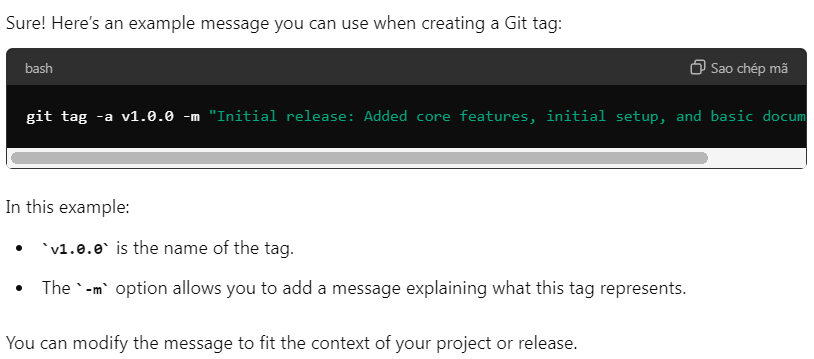 Sure! Here's an example message you can use when creating a Git tag:
bash
Sao chép mã
git tag -a v1.0.0 -m "Initial release: Added core features, initial setup, and basic docum
In this example:
• `v1.0.0` is the name of the tag.
• The `-m` option allows you to add a message explaining what this tag represents.
You can modify the message to fit the context of your project or release.